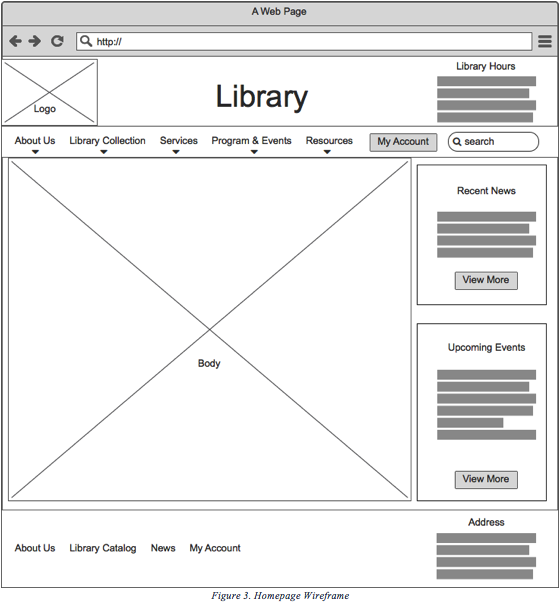 A Web Page
http://
Logo
Library
Library Hours
About Us Library Collection Services Program & Events Resources My Account search
Body
Recent News
View More
Upcoming Events
View More
About Us Library Catalog News My Account
Address
Figure 3. Homepage Wireframe